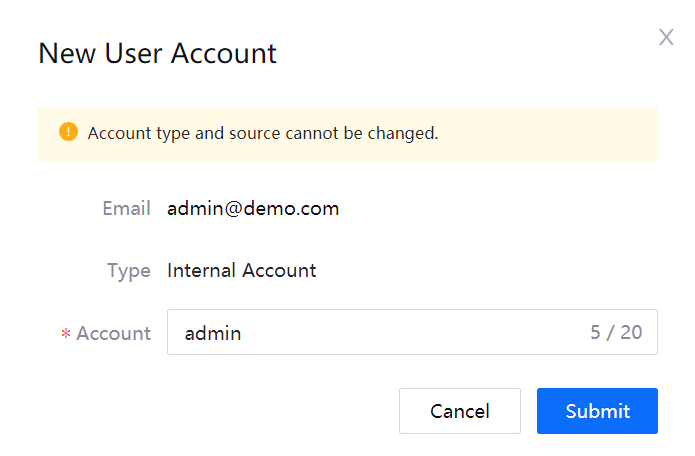 New User Account
X
Account type and source cannot be changed.
Email admin@demo.com
Type Internal Account
* Account admin 5 / 20
Cancel Submit